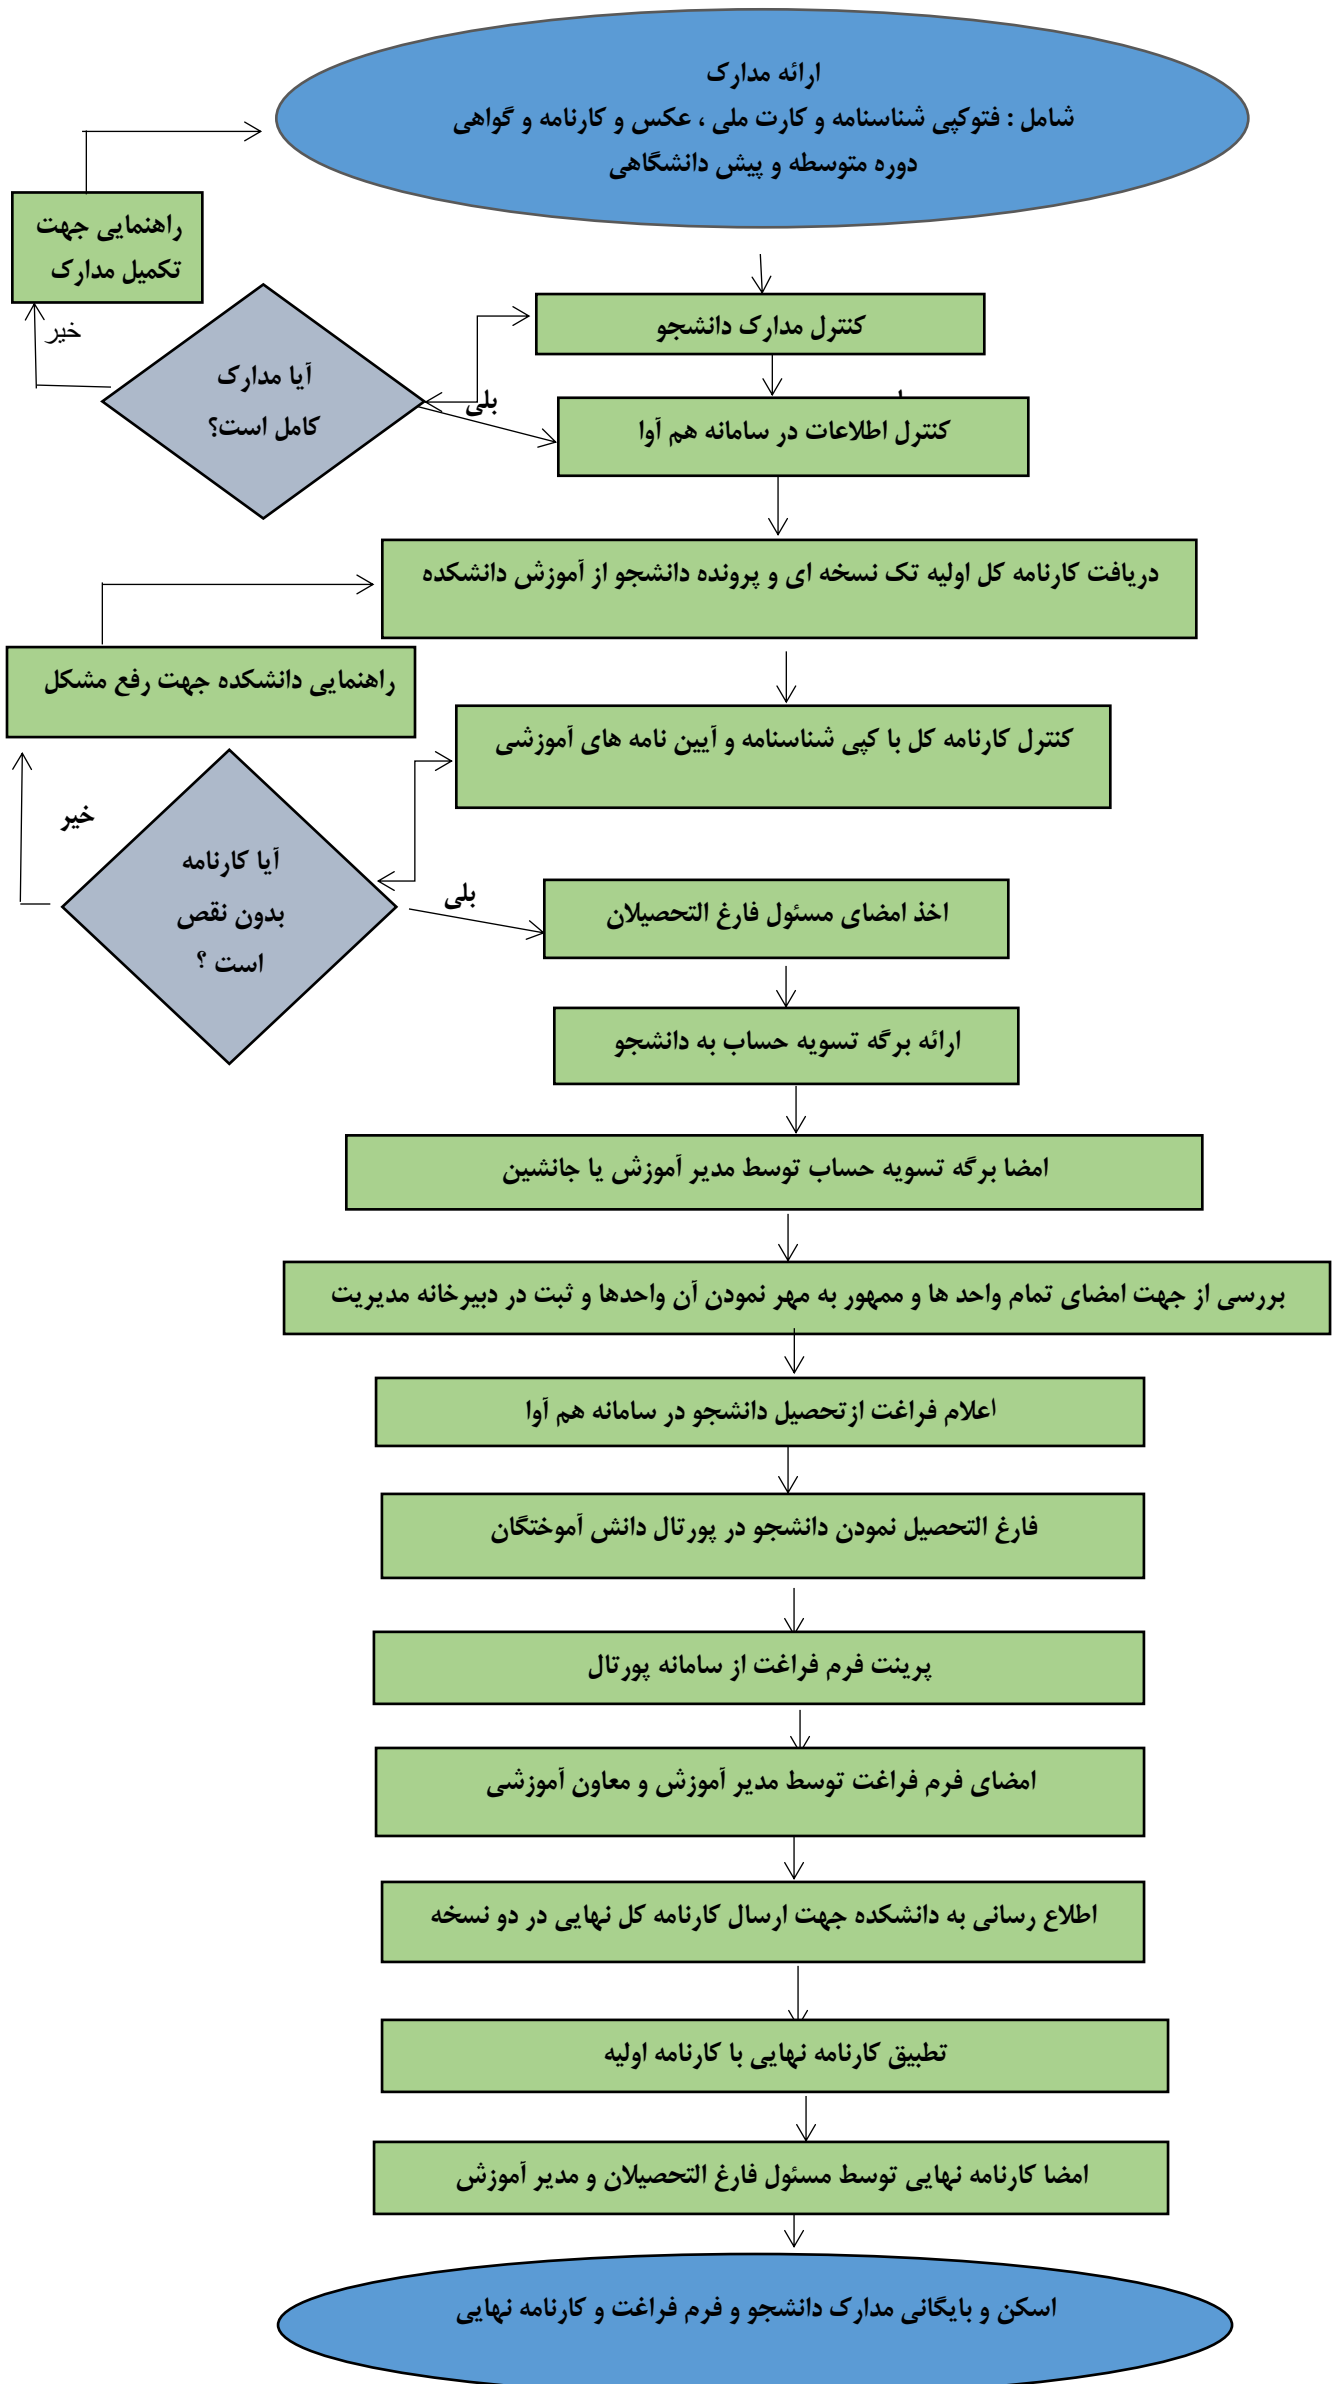 ارائه مدارک
شامل : فتوکپی شناسنامه و کارت ملی ، عکس و کارنامه و گواهی
دوره متوسطه و پیش دانشگاهی
راهنمایی جهت
تکمیل مدارک
خیر
کنترل مدارک دانشجو
آیا مدارک
کامل است؟
بلی
کنترل اطلاعات در سامانه هم آوا
دریافت کارنامه کل اولیه تک نسخه ای و پرونده دانشجو از آموزش دانشکده
راهنمایی دانشکده جهت رفع مشکل
کنترل کارنامه کل با کپی شناسنامه و آیین نامه های آموزشی
خیر
آیا کارنامه
بدون نقص
است ؟
بلی
اخذ امضای مسئول فارغ التحصیلان
ارائه برگه تسویه حساب به دانشجو
امضا برگه تسویه حساب توسط مدیر آموزش یا جانشین
بررسی از جهت امضای تمام واحد ها و ممهور به مهر نمودن آن واحدها و ثبت در دبیرخانه مدیریت
اعلام فراغت ازتحصیل دانشجو در سامانه هم آوا
فارغ التحصیل نمودن دانشجو در پورتال دانش آموختگان
پرینت فرم فراغت از سامانه پورتال
امضای فرم فراغت توسط مدیر آموزش و معاون آموزشی
اطلاع رسانی به دانشکده جهت ارسال کارنامه کل نهایی در دو نسخه
تطبیق کارنامه نهایی با کارنامه اولیه
امضا کارنامه نهایی توسط مسئول فارغ التحصیلان و مدیر آموزش
اسکن و بایگانی مدارک دانشجو و فرم فراغت و کارنامه نهایی